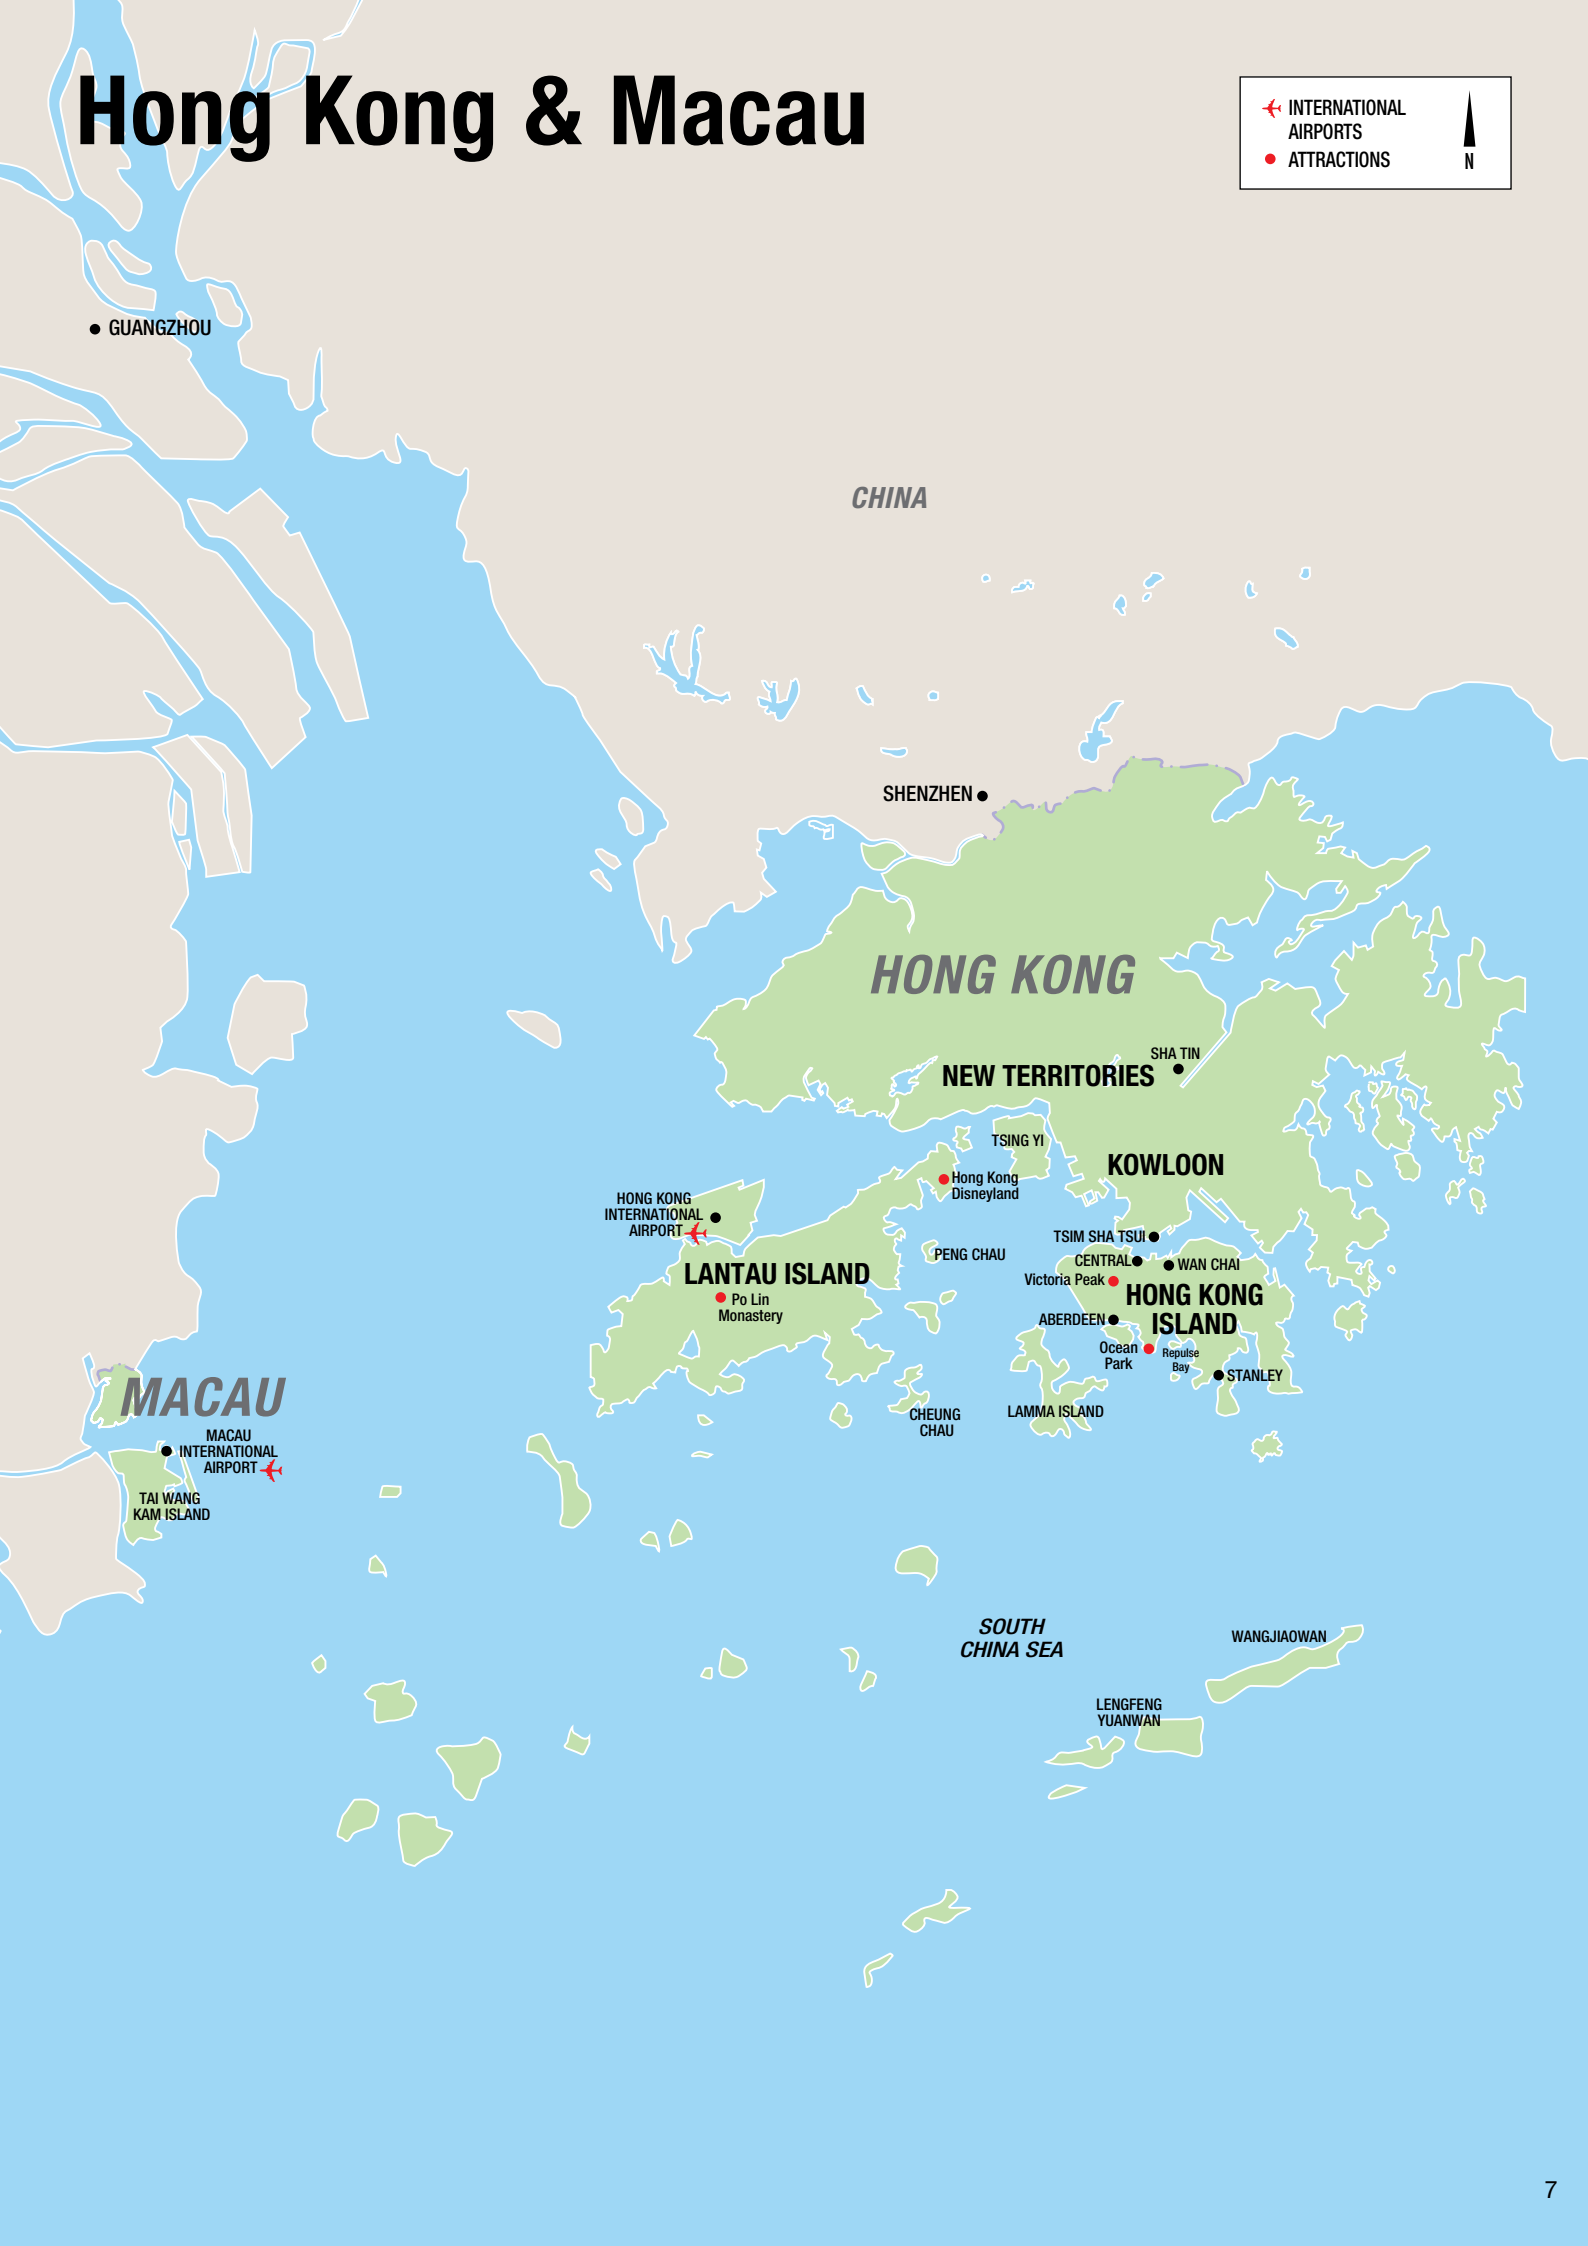 Hong Kong & Macau
INTERNATIONAL
AIRPORTS
ATTRACTIONS
N
GUANGZHOU
CHINA
SHENZHEN
HONG KONG
SHA TIN
NEW TERRITORIES
TSING YI
KOWLOON
Hong Kong
Disneyland
HONG KONG
INTERNATIONAL
AIRPORT
TSIM SHA TSUI
PENG CHAU
CENTRAL
WAN CHAI
LANTAU ISLAND
Victoria Peak
HONG KONG
ISLAND
Po Lin
Monastery
ABERDEEN
Ocean
Park
Repulse
Bay
STANLEY
MACAU
CHEUNG
CHAU
LAMMA ISLAND
MACAU
INTERNATIONAL
AIRPORT
TAI WANG
KAM ISLAND
SOUTH
CHINA SEA
WANGJIAOWAN
LENGFENG
YUANWAN
7